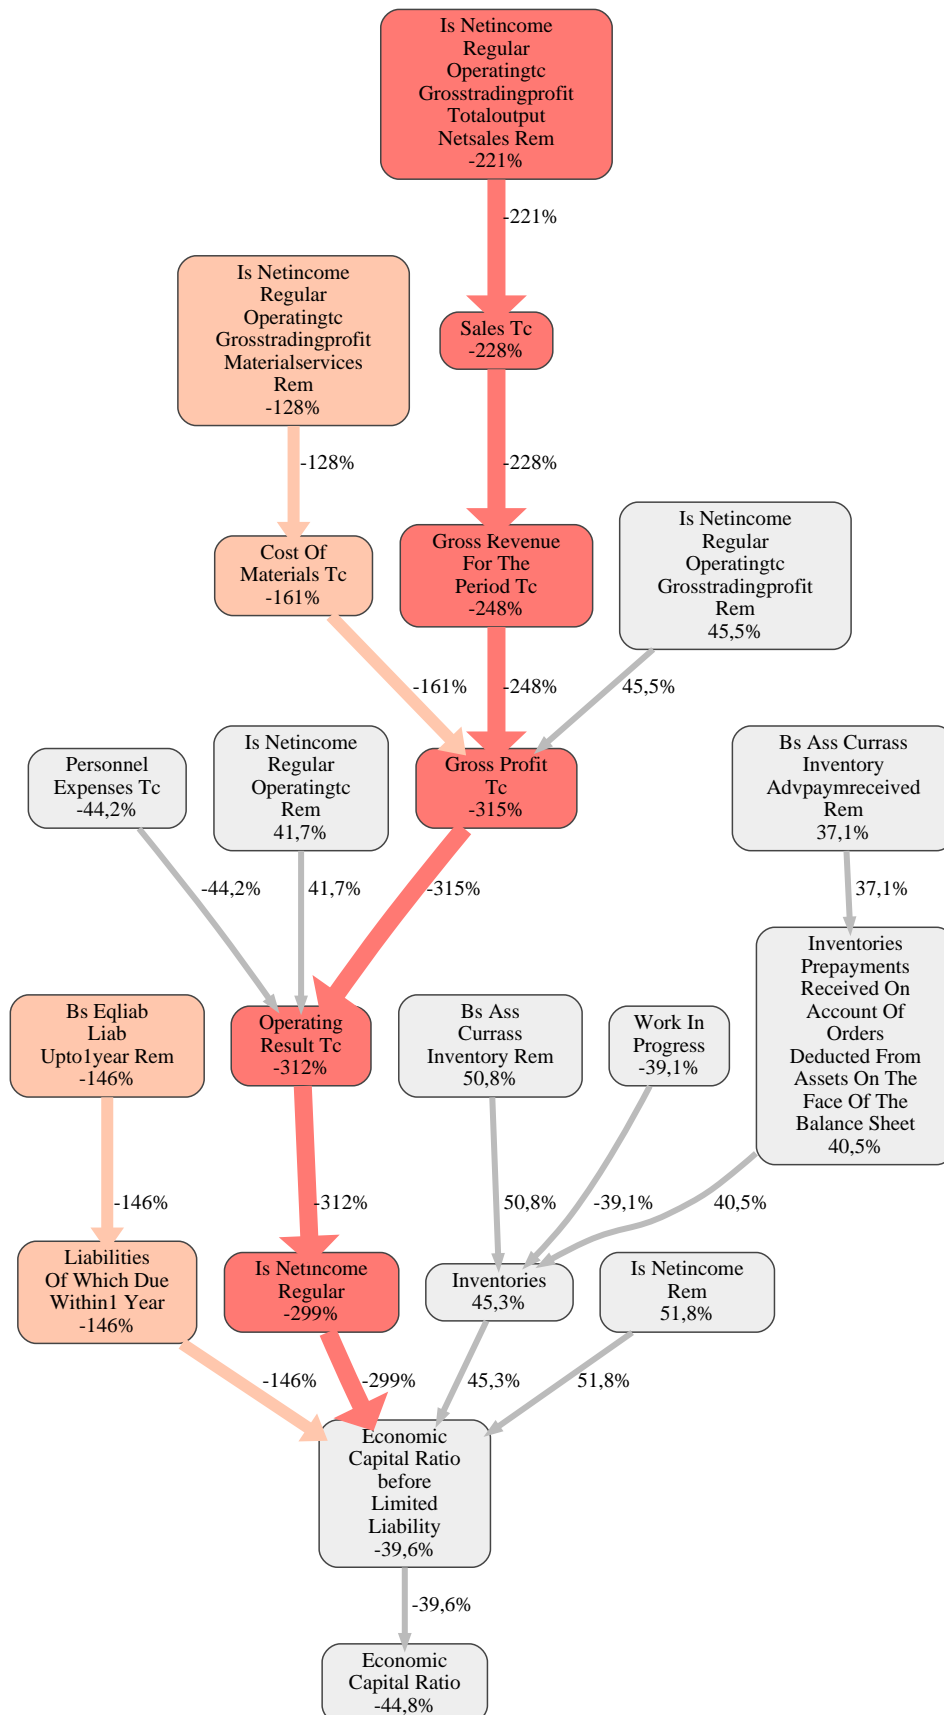 Is Netincome
Regular
Operatingtc
Grosstradingprofit
Totaloutput
Netsales Rem
-221%
-221%
Is Netincome
Regular
Operatingtc
Grosstradingprofit
Materialservices
Rem
-128%
Sales Tc
-228%
-128%
-228%
Is Netincome
Regular
Operatingtc
Grosstradingprofit
Rem
45,5%
Cost Of
Materials Tc
-161%
Gross Revenue
For The
Period Tc
-248%
-161%
-248%
45,5%
Personnel
Expenses Tc
-44,2%
Is Netincome
Regular
Operatingtc
Rem
41,7%
Gross Profit
Tc
-315%
Bs Ass Currass
Inventory
Advpaymreceived
Rem
37,1%
-44,2%
41,7%
-315%
37,1%
Inventories
Prepayments
Received On
Account Of
Orders
Deducted From
Assets On The
Face Of The
Balance Sheet
40,5%
Bs Eqliab
Liab
Upto1year Rem
-146%
Operating
Result Tc
-312%
Bs Ass
Currass
Inventory Rem
50,8%
Work In
Progress
-39,1%
-146%
-312%
50,8%
-39,1%
40,5%
Liabilities
Of Which Due
Within1 Year
-146%
Is Netincome
Regular
-299%
Inventories
45,3%
Is Netincome
Rem
51,8%
-146%
-299%
45,3%
51,8%
Economic
Capital Ratio
before
Limited
Liability
-39,6%
-39,6%
Economic
Capital Ratio
-44,8%